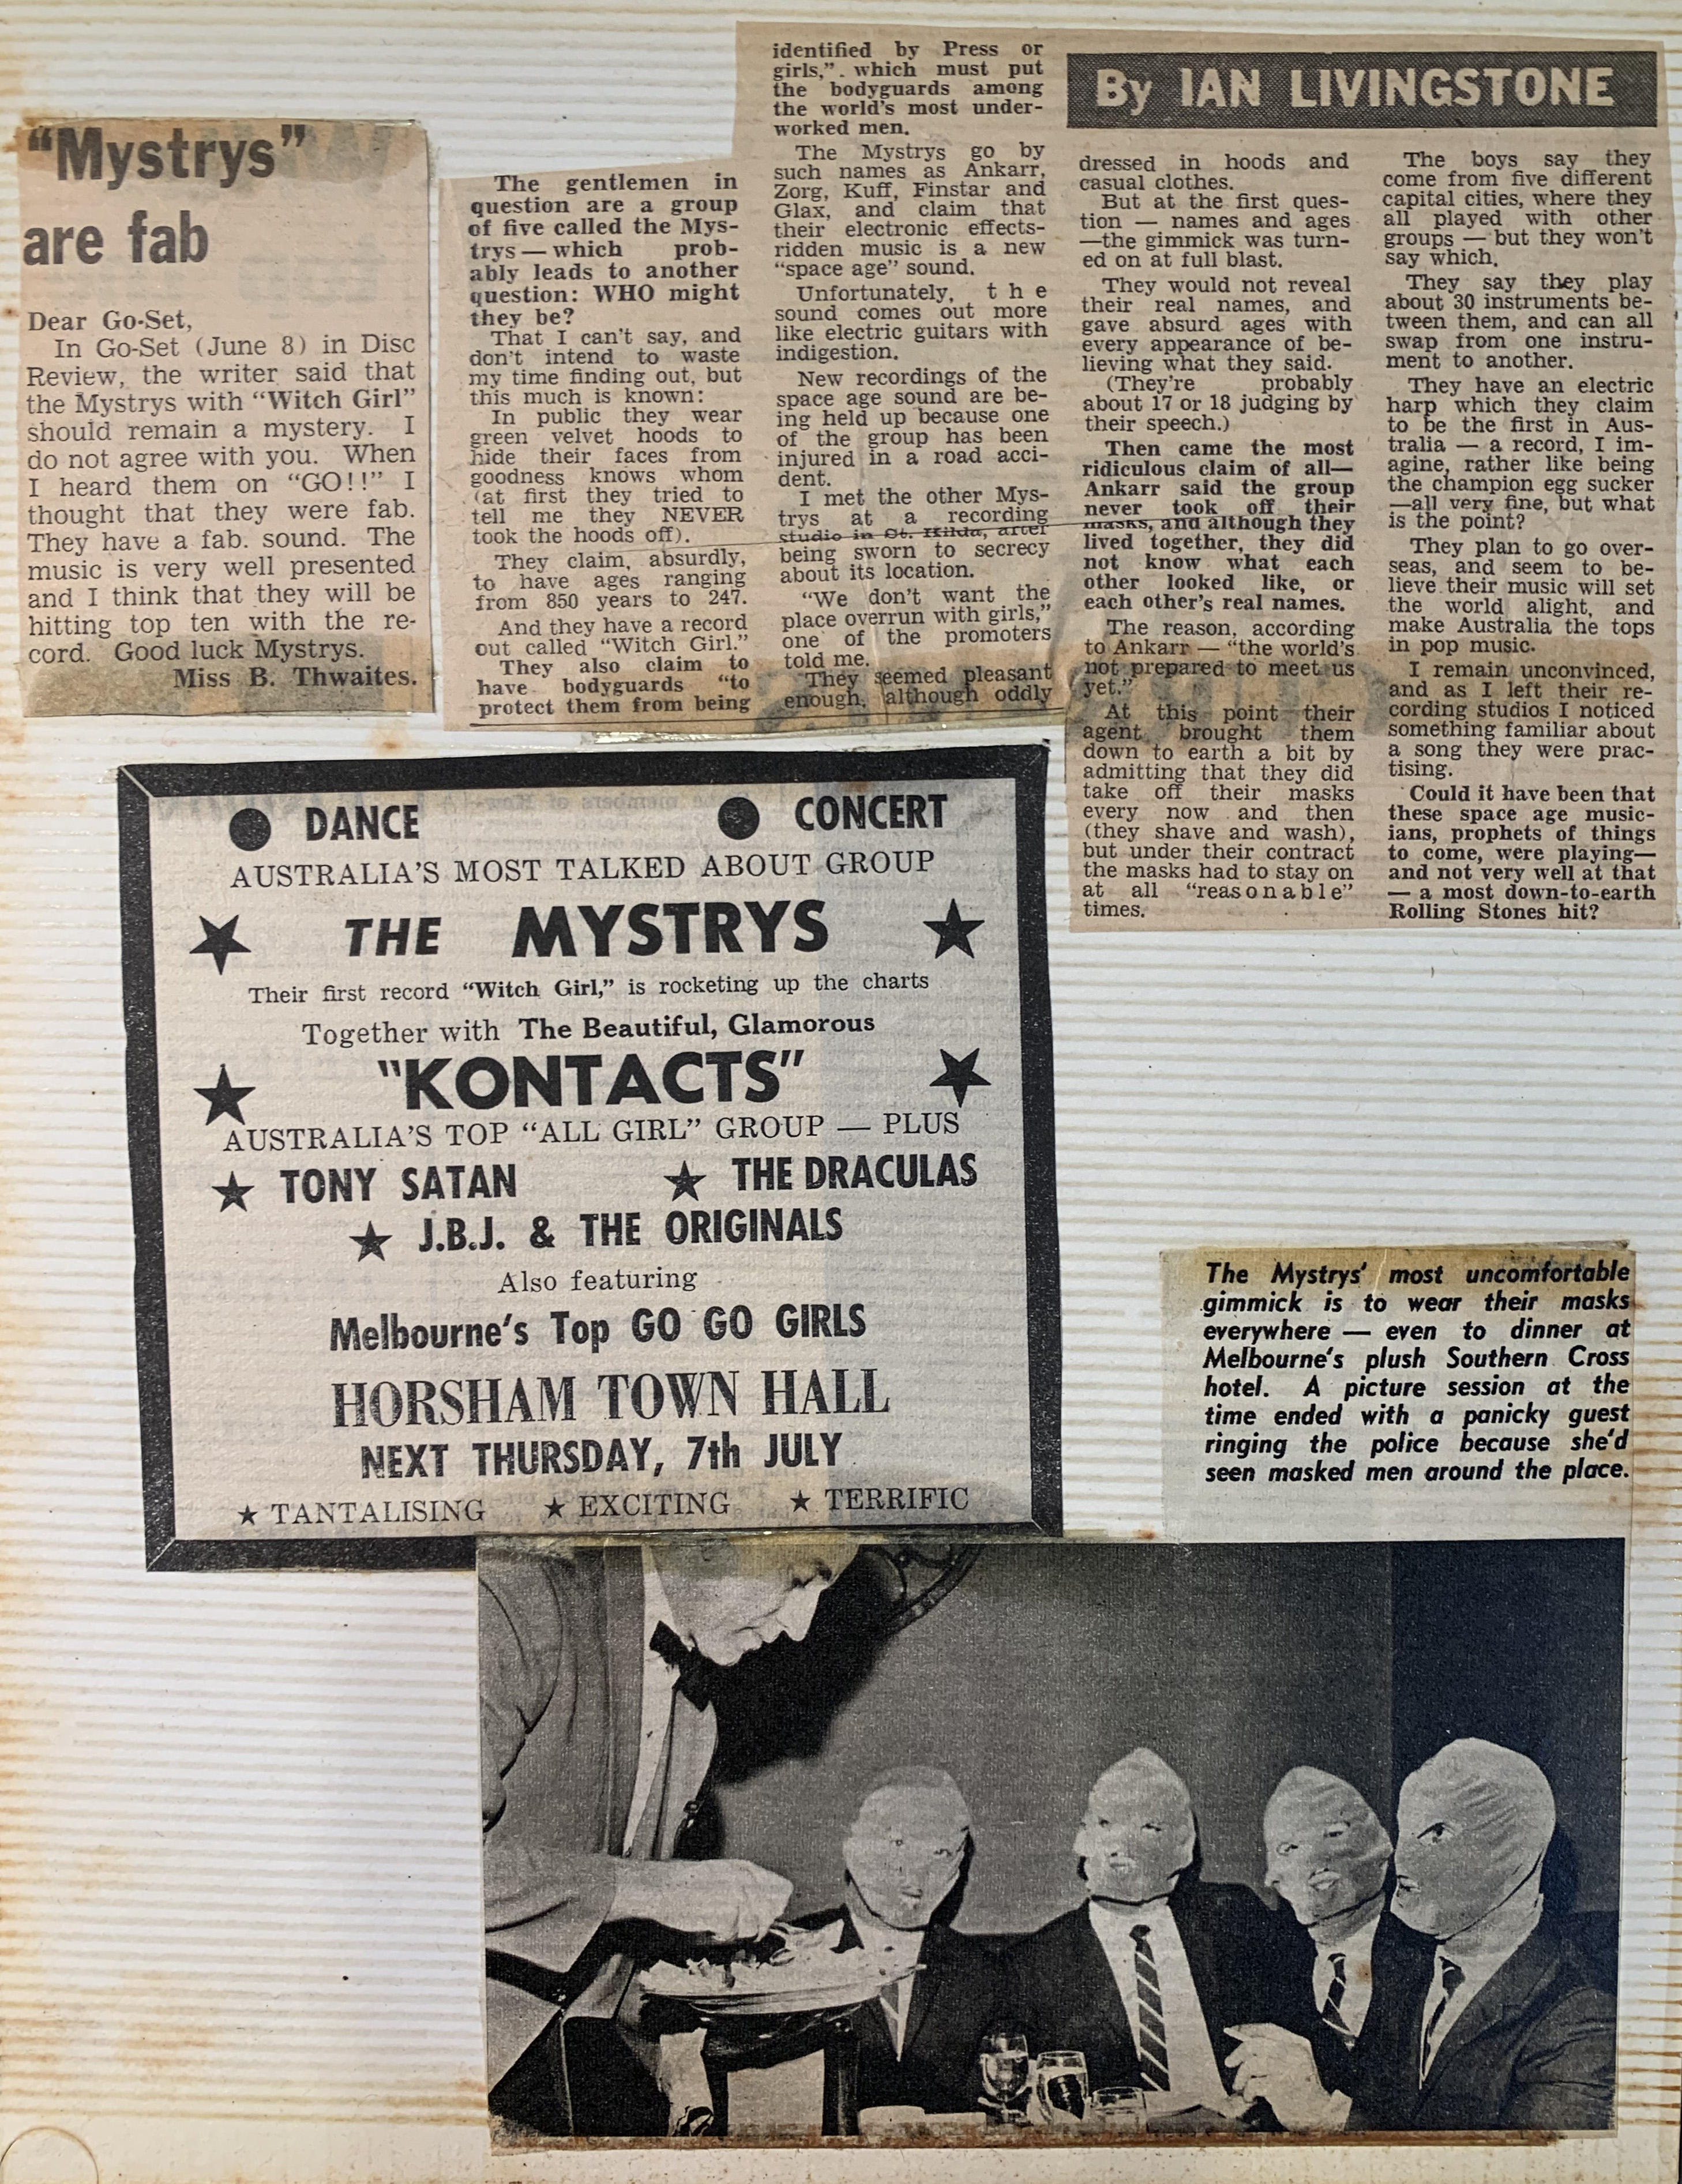 “Mystrys”
are fab
Dear Go-Set,
In Go-Set (June 8) in Disc
Review, the writer said that
the Mystrys with “Witch Girl”
should remain a mystery. I
do not agree with you. When
I heard them on “GO!!” I
thought that they were fab.
They have a fab. sound. The
music is very well presented
and I think that they will be
hitting top ten with the re-
cord. Good luck Mystrys.
Miss B. Thwaites.
By IAN LIVINGSTONE
The gentlemen in
question are a group
of five called the Mys-
trys — which prob-
ably leads to another
question: WHO might
they be?
That I can’t say, and
don’t intend to waste
my time finding out, but
this much is known:
In public they wear
green velvet hoods to
hide their faces from
goodness knows whom
(at first they tried to
tell me they NEVER
took the hoods off).
They claim, absurdly,
to have ages ranging
from 850 years to 247.
And they have a record
out called “Witch Girl.”
They also claim to
have bodyguards “to
protect them from being
identified by Press or
girls,” which must put
the bodyguards among
the world’s most under-
worked men.
The Mystrys go by
such names as Ankarr,
Zorg, Kuff, Finstar and
Glax, and claim that
their electronic effects-
ridden music is a new
“space age” sound.
Unfortunately, the
sound comes out more
like electric guitars with
indigestion.
New recordings of the
space age sound are be-
ing held up because one
of the group has been
injured in a road acci-
dent.
I met the other Mys-
trys at a recording
studio in St. Kilda, after
being sworn to secrecy
about its location.
“We don’t want the
place overrun with girls,”
one of the promoters
told me.
They seemed pleasant
enough, although oddly
dressed in hoods and
casual clothes.
But at the first ques-
tion — names and ages
—the gimmick was turn-
ed on at full blast.
They would not reveal
their real names, and
gave absurd ages with
every appearance of be-
lieving what they said.
(They’re probably
about 17 or 18 judging by
their speech.)
Then came the most
ridiculous claim of all—
Ankarr said the group
never took off their
masks, and although they
lived together, they did
not know what each
other looked like, or
each other’s real names.
The reason, according
to Ankarr — “the world’s
not prepared to meet us
yet.”
At this point their
agent brought them
down to earth a bit by
admitting that they did
take off their masks
every now and then
(they shave and wash),
but under their contract
the masks had to stay on
at all “reasonable”
times.
The boys say they
come from five different
capital cities, where they
all played with other
groups — but they won’t
say which.
They say they play
about 30 instruments be-
tween them, and can all
swap from one instru-
ment to another.
They have an electric
harp which they claim
to be the first in Aus-
tralia — a record, I im-
agine, rather like being
the champion egg sucker
—all very fine, but what
is the point?
They plan to go over-
seas, and seem to be-
lieve their music will set
the world alight, and
make Australia the tops
in pop music.
I remain unconvinced,
and as I left their re-
cording studios I noticed
something familiar about
a song they were prac-
tising.
Could it have been that
these space age music-
ians, prophets of things
to come, were playing—
and not very well at that
— a most down-to-earth
Rolling Stones hit?
● DANCE ● CONCERT
AUSTRALIA’S MOST TALKED ABOUT GROUP
★ THE MYSTRYS ★
Their first record “Witch Girl,” is rocketing up the charts
Together with The Beautiful, Glamorous
★ “KONTACTS” ★
AUSTRALIA’S TOP “ALL GIRL” GROUP — PLUS
★ TONY SATAN ★ THE DRACULAS
★ J.B.J. & THE ORIGINALS
Also featuring
Melbourne’s Top GO GO GIRLS
HORSHAM TOWN HALL
NEXT THURSDAY, 7th JULY
★ TANTALISING ★ EXCITING ★ TERRIFIC
The Mystrys’ most uncomfortable
gimmick is to wear their masks
everywhere — even to dinner at
Melbourne’s plush Southern Cross
hotel. A picture session at the
time ended with a panicky guest
ringing the police because she’d
seen masked men around the place.